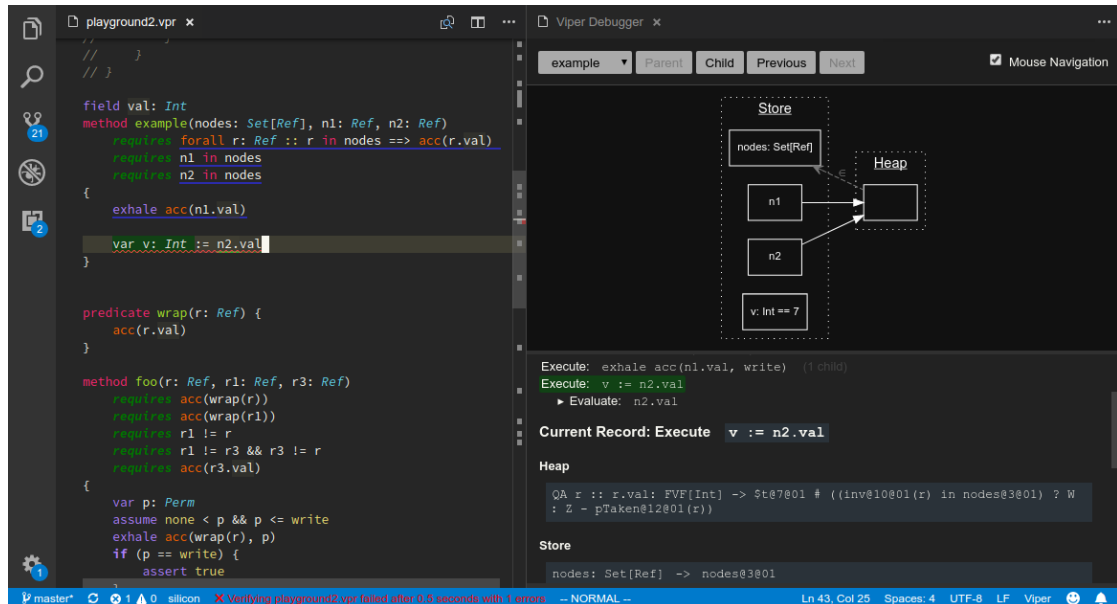 playground2.vpr ×
//
//     }
// }
field val: Int
method example(nodes: Set[Ref], n1: Ref, n2: Ref)
requires forall r: Ref :: r in nodes ==> acc(r.val)
requires n1 in nodes
requires n2 in nodes
{
exhale acc(n1.val)
var v: Int := n2.val
}
predicate wrap(r: Ref) {
acc(r.val)
}
method foo(r: Ref, r1: Ref, r3: Ref)
requires acc(wrap(r))
requires acc(wrap(r1))
requires r1 != r
requires r1 != r3 && r3 != r
requires acc(r3.val)
{
var p: Perm
assume none < p && p <= write
exhale acc(wrap(r), p)
if (p == write) {
assert true
21
2
1
Viper Debugger ×
example ▼ Parent Child Previous Next Mouse Navigation
Store
nodes: Set[Ref]
∈
Heap
n1
n2
v: Int == 7
Execute: exhale acc(n1.val, write) (1 child)
Execute: v := n2.val
▸ Evaluate: n2.val
Current Record: Execute v := n2.val
Heap
QA r :: r.val: FVF[Int] -> $t@7@01 # ((inv@10@01(r) in nodes@3@01) ? W
: Z - pTaken@12@01(r))
Store
nodes: Set[Ref] -> nodes@3@01
master* 1 0 silicon ✕ Verifying playground2.vpr failed after 0.5 seconds with 1 errors -- NORMAL -- Ln 43, Col 25 Spaces: 4 UTF-8 LF Viper